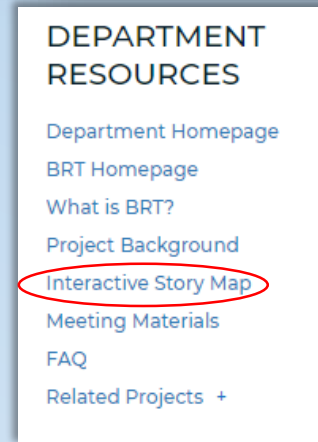 DEPARTMENT
RESOURCES
Department Homepage
BRT Homepage
What is BRT?
Project Background
Interactive Story Map
Meeting Materials
FAQ
Related Projects +